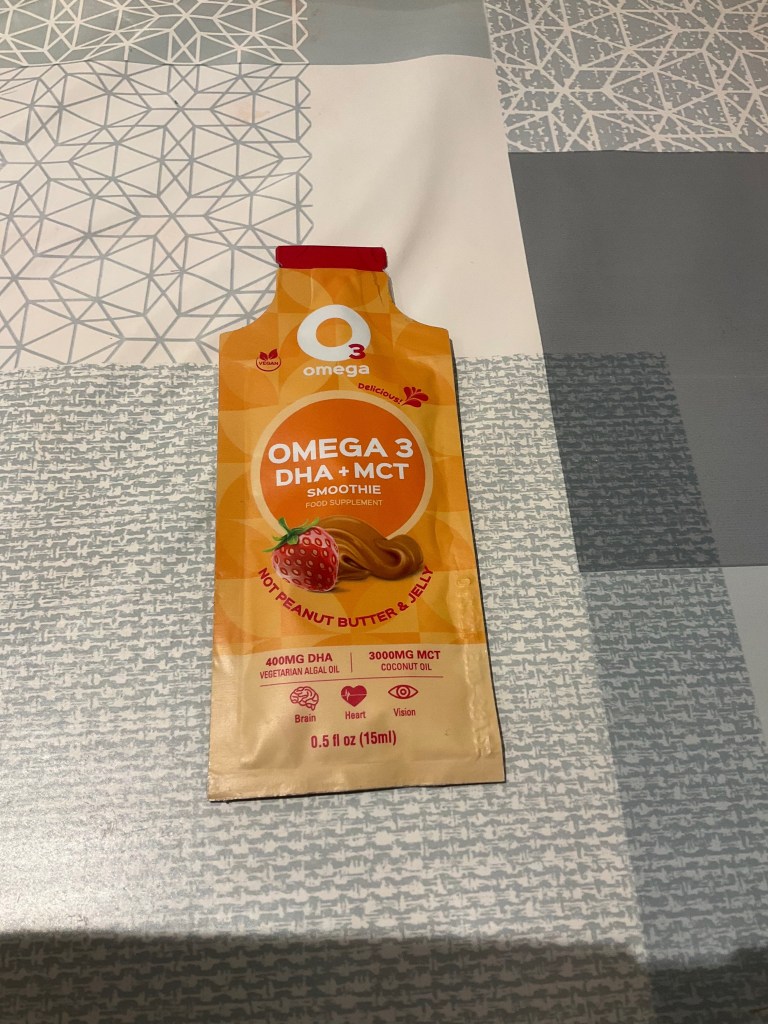 O3
omega
VEGAN
Delicious!
OMEGA 3
DHA + MCT
SMOOTHIE
FOOD SUPPLEMENT
NOT PEANUT BUTTER & JELLY
400MG DHA
VEGETARIAN ALGAL OIL
3000MG MCT
COCONUT OIL
Brain
Heart
Vision
0.5 fl oz (15ml)